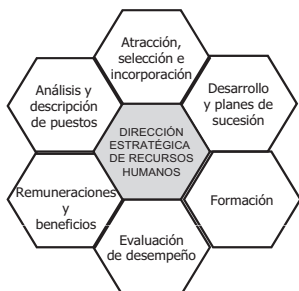 Atracción,
selección e
incorporación
Análisis y
descripción
de puestos
Desarrollo
y planes de
sucesión
DIRECCIÓN
ESTRATÉGICA
DE RECURSOS
HUMANOS
Remuneraciones
y
beneficios
Formación
Evaluación
de desempeño